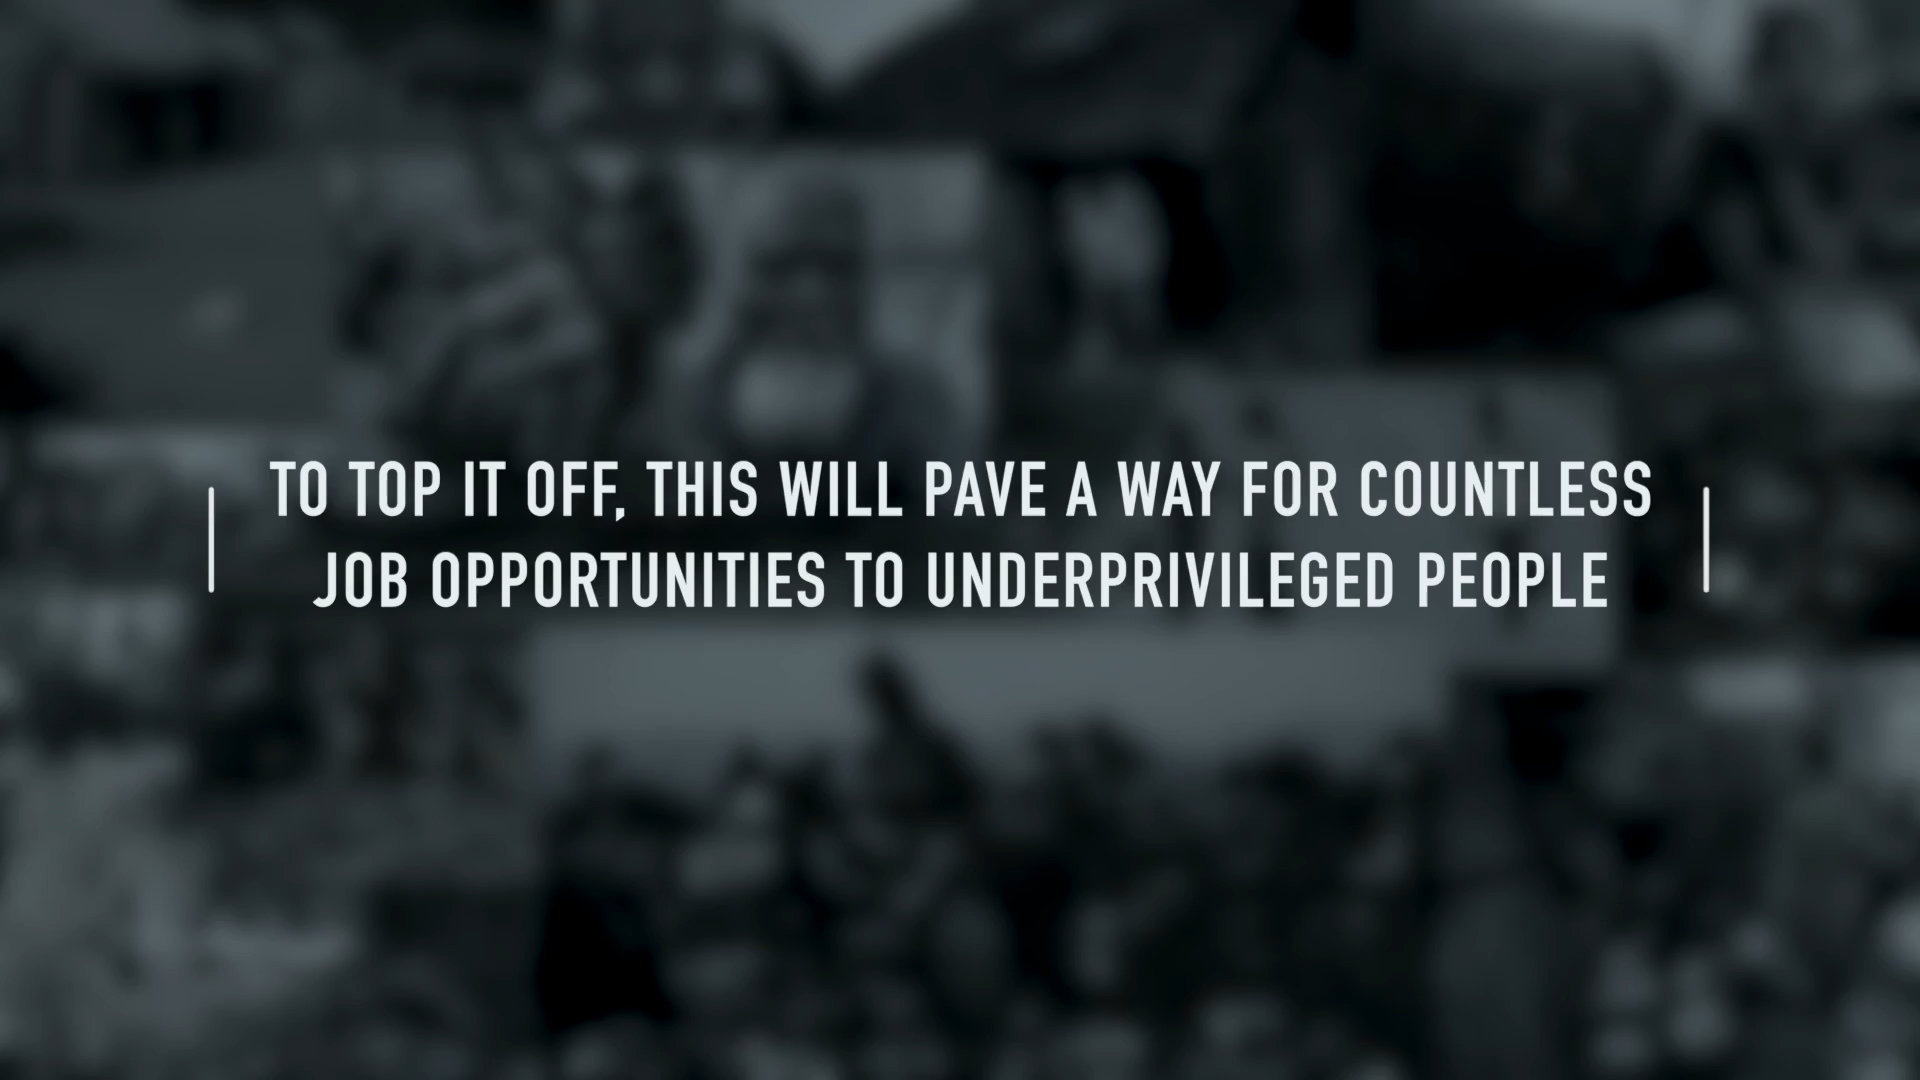 TO TOP IT OFF, THIS WILL PAVE A WAY FOR COUNTLESS
JOB OPPORTUNITIES TO UNDERPRIVILEGED PEOPLE